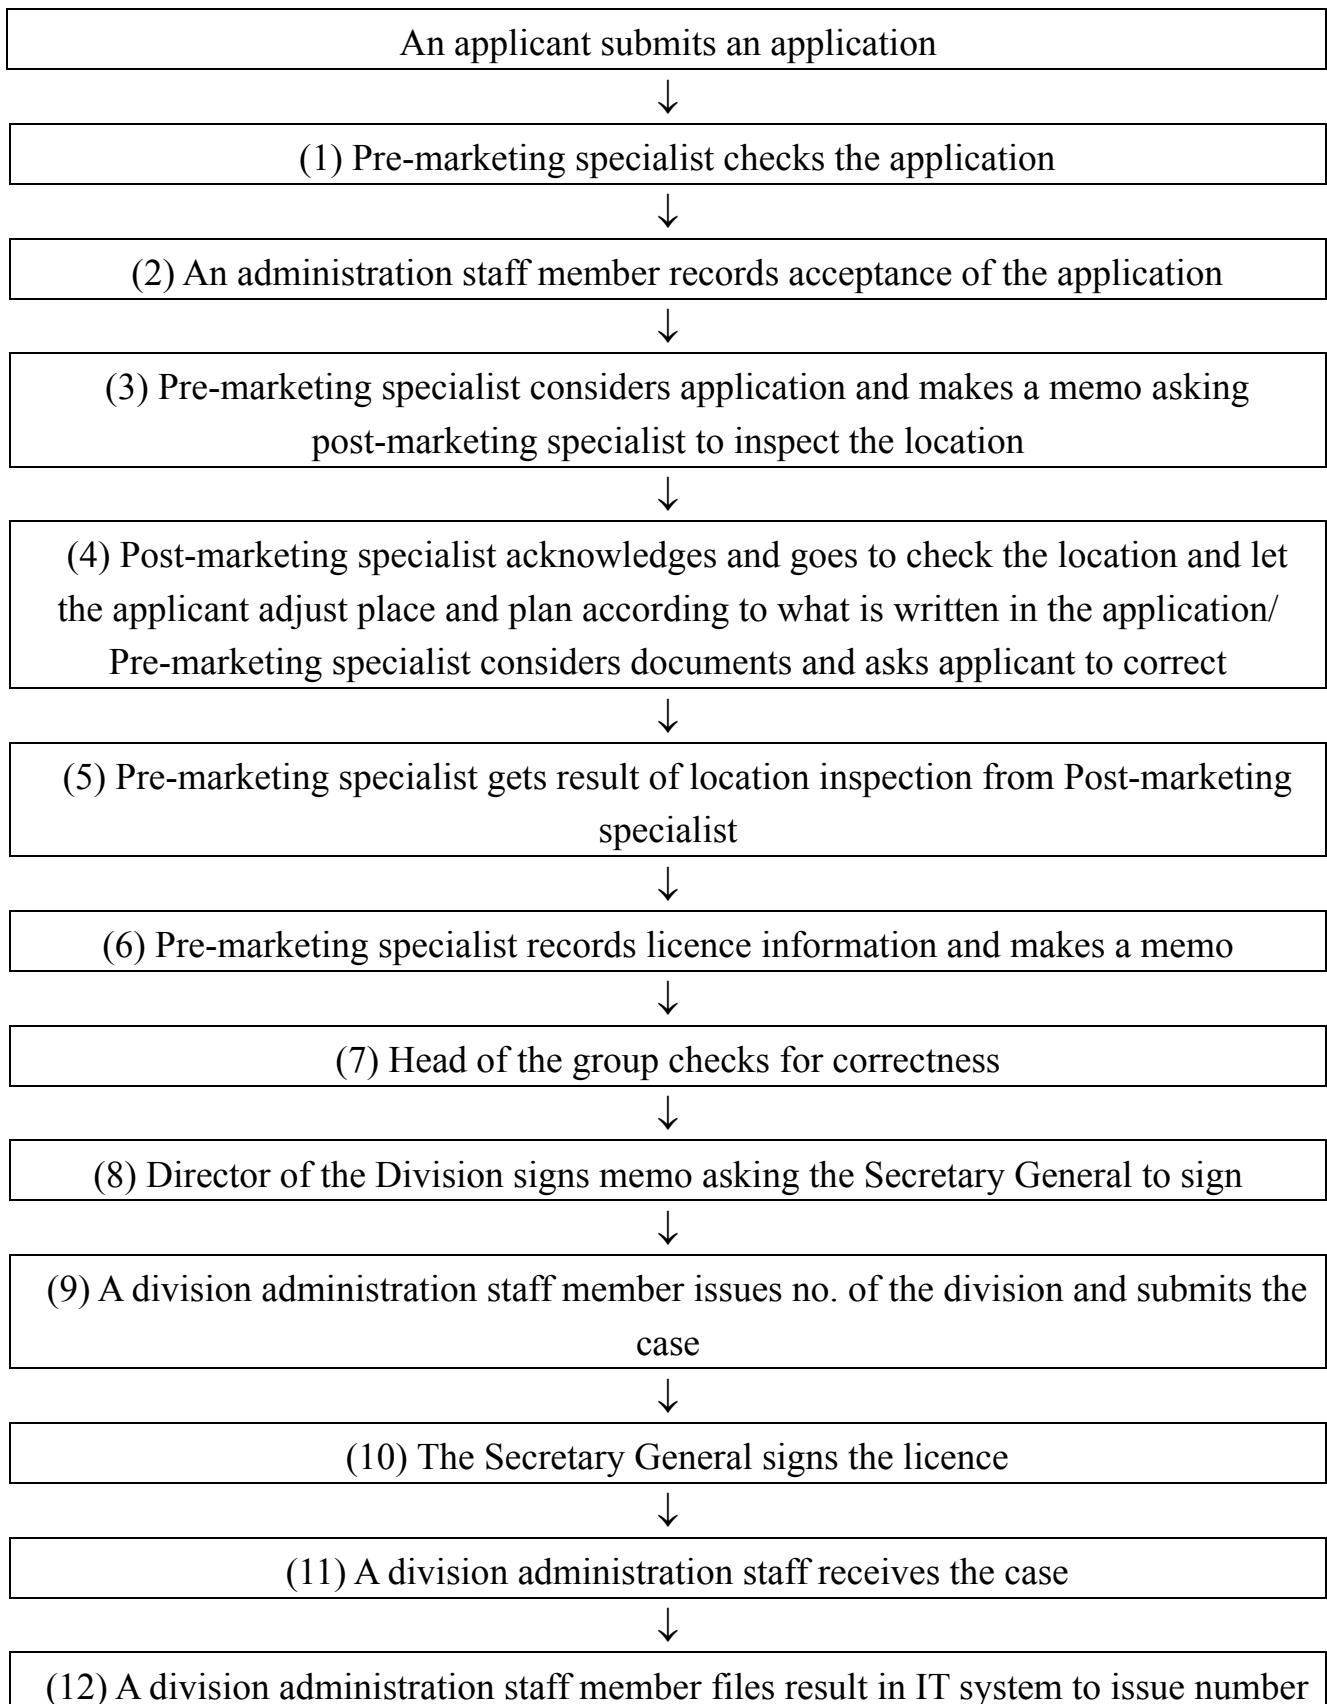 An applicant submits an application
↓
(1) Pre-marketing specialist checks the application
↓
(2) An administration staff member records acceptance of the application
↓
(3) Pre-marketing specialist considers application and makes a memo asking
post-marketing specialist to inspect the location
↓
(4) Post-marketing specialist acknowledges and goes to check the location and let
the applicant adjust place and plan according to what is written in the application/
Pre-marketing specialist considers documents and asks applicant to correct
↓
(5) Pre-marketing specialist gets result of location inspection from Post-marketing
specialist
↓
(6) Pre-marketing specialist records licence information and makes a memo
↓
(7) Head of the group checks for correctness
↓
(8) Director of the Division signs memo asking the Secretary General to sign
↓
(9) A division administration staff member issues no. of the division and submits the
case
↓
(10) The Secretary General signs the licence
↓
(11) A division administration staff receives the case
↓
(12) A division administration staff member files result in IT system to issue number